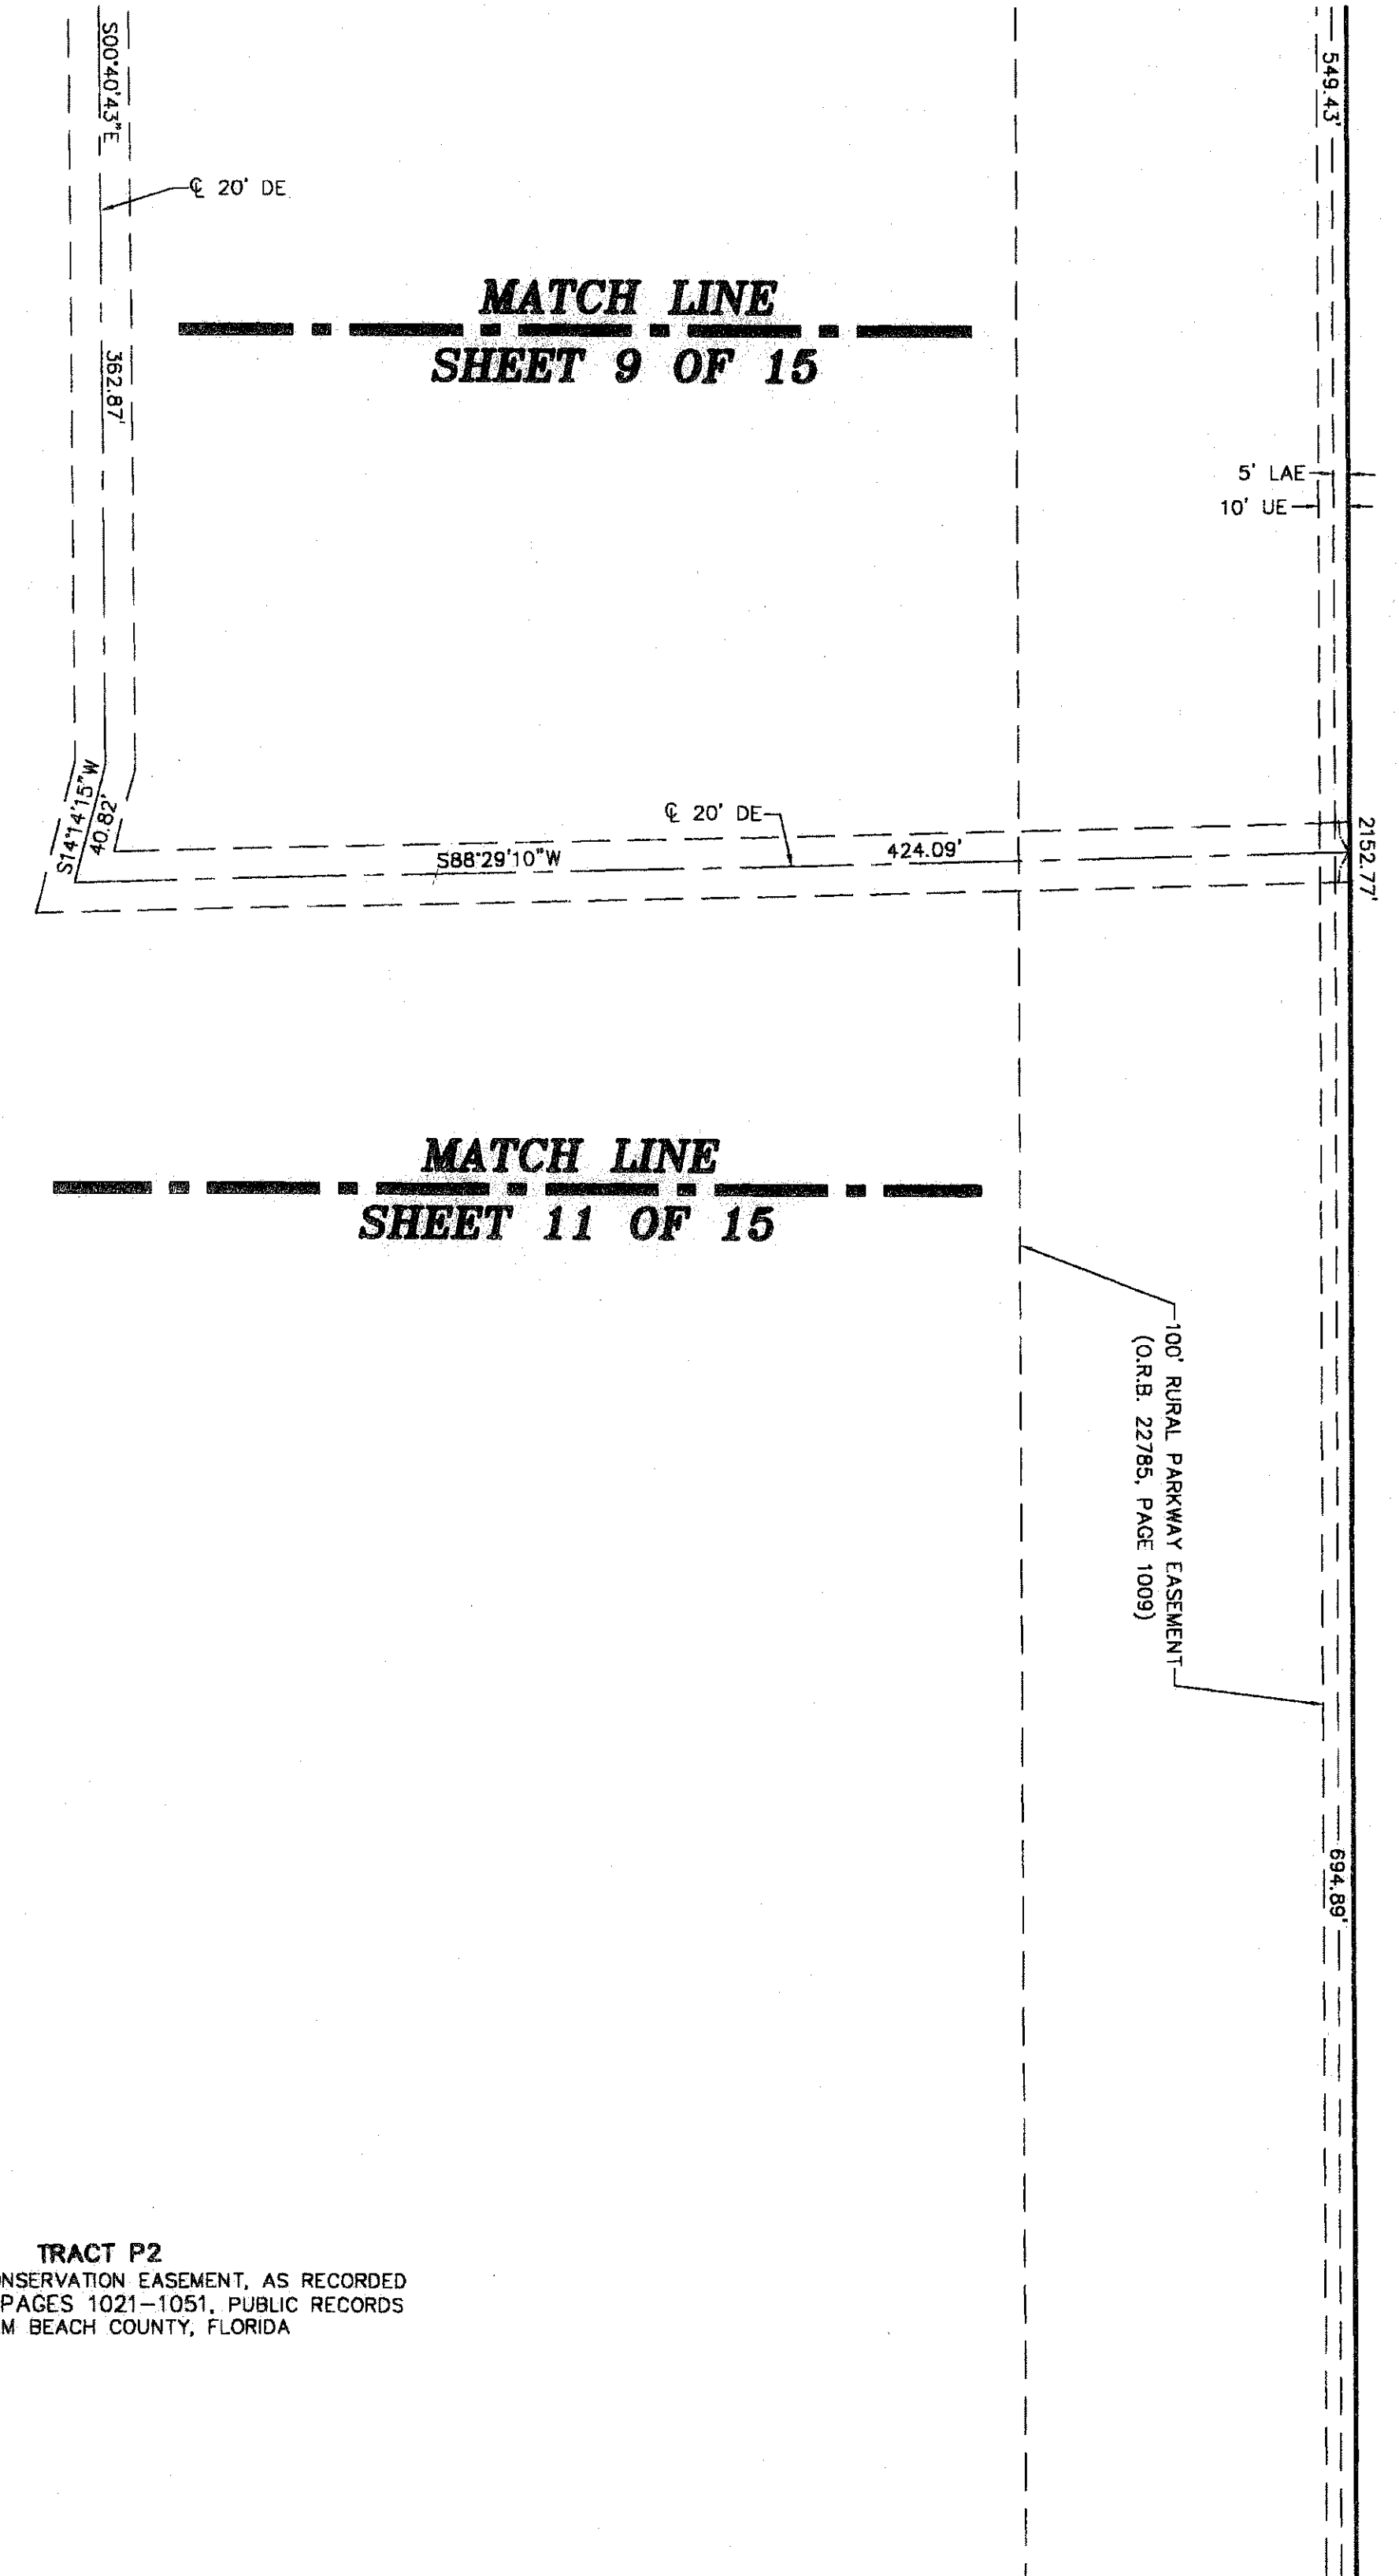 549.43'
S00°40'43"E
℄ 20' DE
MATCH LINE
SHEET 9 OF 15
362.87'
5' LAE
10' UE
S14°14'15"W
40.82'
℄ 20' DE
2152.77'
S88°29'10"W
424.09'
MATCH LINE
SHEET 11 OF 15
100' RURAL PARKWAY EASEMENT
(O.R.B. 22785, PAGE 1009)
694.89'
TRACT P2
NSERVATION EASEMENT, AS RECORDED
PAGES 1021-1051, PUBLIC RECORDS
M BEACH COUNTY, FLORIDA